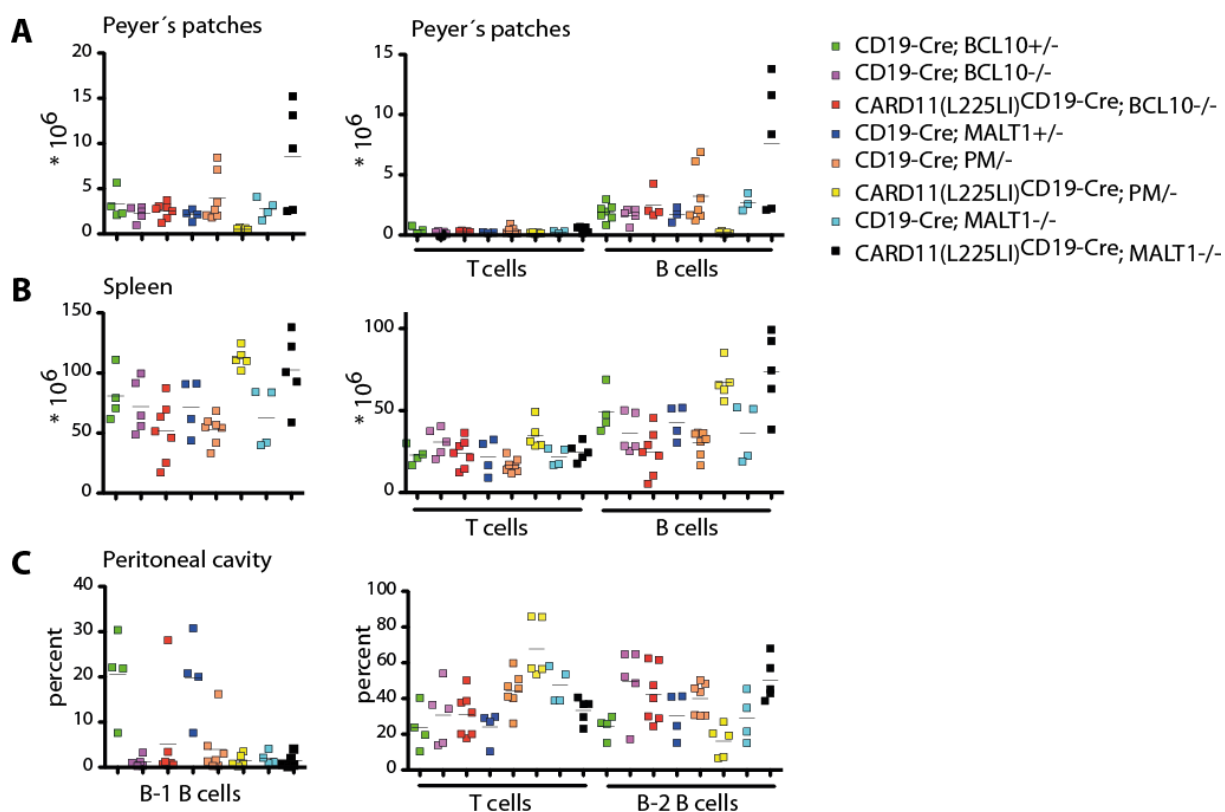 A
Peyer´s patches
* 10^6
20
15
10
5
0
Peyer´s patches
* 10^6
15
10
5
0
T cells
B cells
CD19-Cre; BCL10+/-
CD19-Cre; BCL10-/-
CARD11(L225LI)^CD19-Cre; BCL10-/-
CD19-Cre; MALT1+/-
CD19-Cre; PM/-
CARD11(L225LI)^CD19-Cre; PM/-
CD19-Cre; MALT1-/-
CARD11(L225LI)^CD19-Cre; MALT1-/-
B
Spleen
* 10^6
150
100
50
0
* 10^6
100
50
0
T cells
B cells
C
Peritoneal cavity
percent
40
30
20
10
0
B-1 B cells
percent
100
80
60
40
20
0
T cells
B-2 B cells